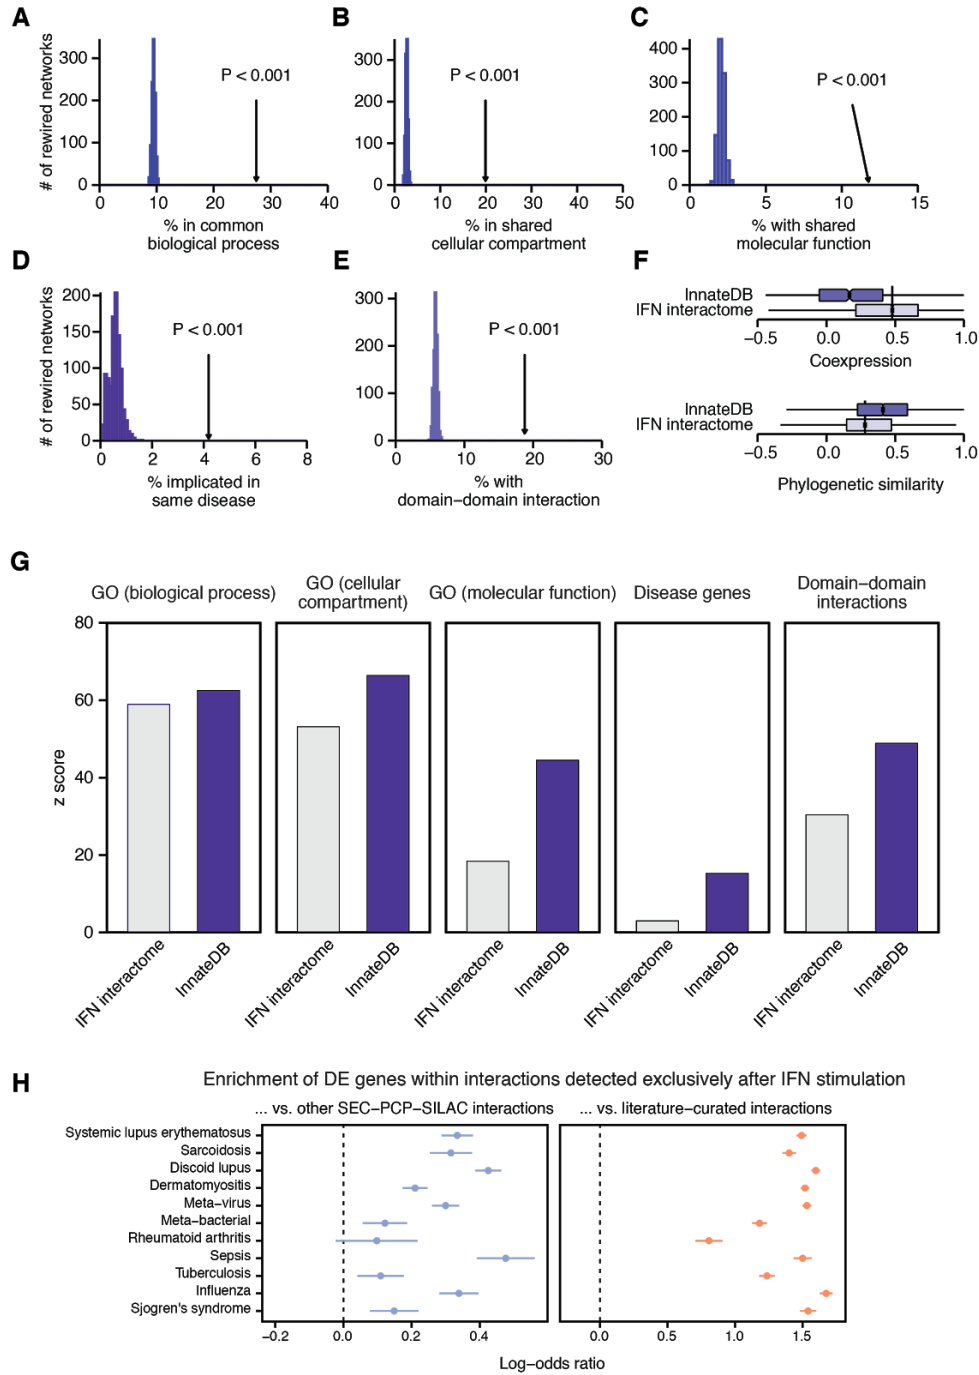 A
B
C
# of rewired networks
300
200
100
0
P < 0.001
0
10
20
30
40
% in common
biological process
300
200
100
0
P < 0.001
0
10
20
30
40
50
% in shared
cellular compartment
400
300
200
100
0
P < 0.001
0
5
10
15
% with shared
molecular function
D
E
F
# of rewired networks
200
150
100
50
0
P < 0.001
0
2
4
6
8
% implicated in
same disease
300
200
100
0
P < 0.001
0
10
20
30
% with
domain–domain interaction
InnateDB
IFN interactome
−0.5
0.0
0.5
1.0
Coexpression
InnateDB
IFN interactome
−0.5
0.0
0.5
1.0
Phylogenetic similarity
G
GO (biological process)
GO (cellular
compartment)
GO (molecular function)
Disease genes
Domain–domain
interactions
z score
80
60
40
20
0
IFN interactome
InnateDB
IFN interactome
InnateDB
IFN interactome
InnateDB
IFN interactome
InnateDB
IFN interactome
InnateDB
H
Enrichment of DE genes within interactions detected exclusively after IFN stimulation
... vs. other SEC–PCP–SILAC interactions
... vs. literature–curated interactions
Systemic lupus erythematosus
Sarcoidosis
Discoid lupus
Dermatomyositis
Meta–virus
Meta–bacterial
Rheumatoid arthritis
Sepsis
Tuberculosis
Influenza
Sjogren's syndrome
−0.2
0.0
0.2
0.4
0.0
0.5
1.0
1.5
Log–odds ratio